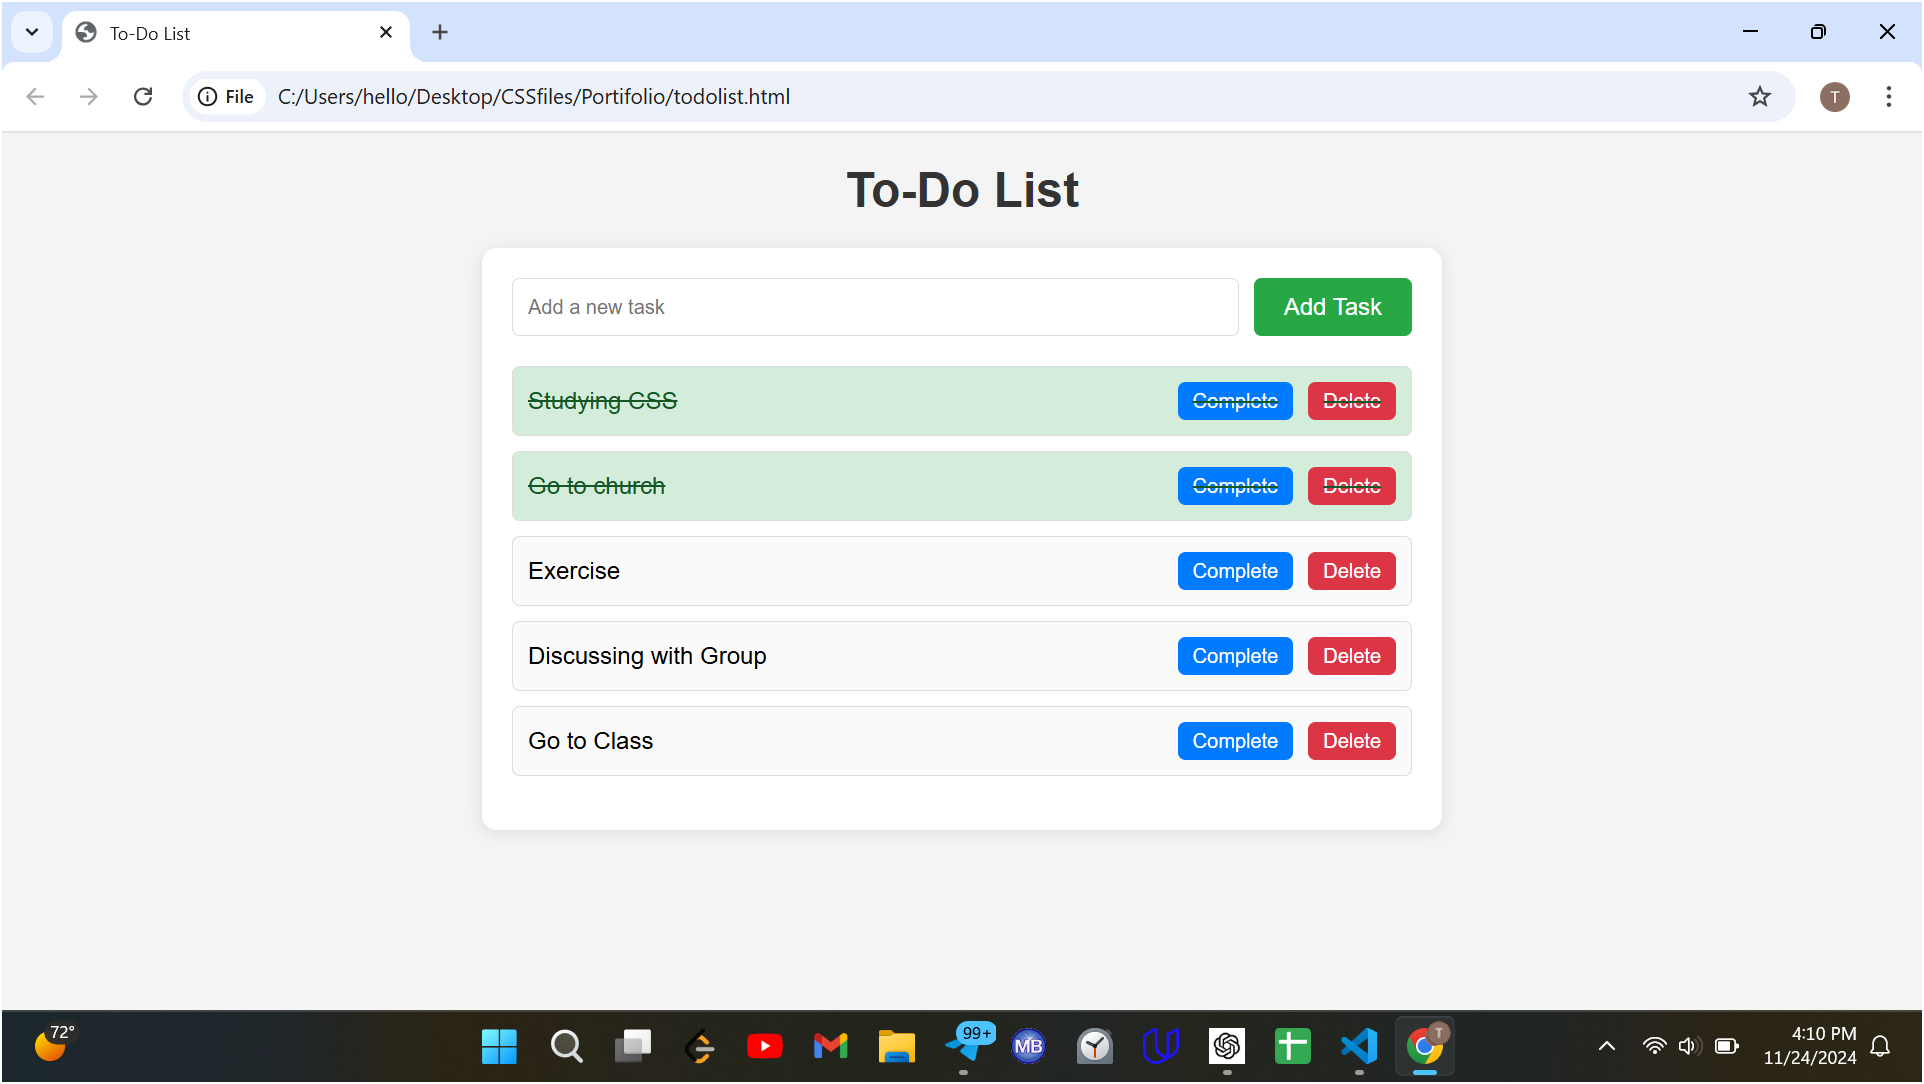 To-Do List
File C:/Users/hello/Desktop/CSSfiles/Portifolio/todolist.html T
To-Do List
Add a new task Add Task
Studying CSS Complete Delete
Go to church Complete Delete
Exercise Complete Delete
Discussing with Group Complete Delete
Go to Class Complete Delete
72°
99+
MB
T
4:10 PM
11/24/2024